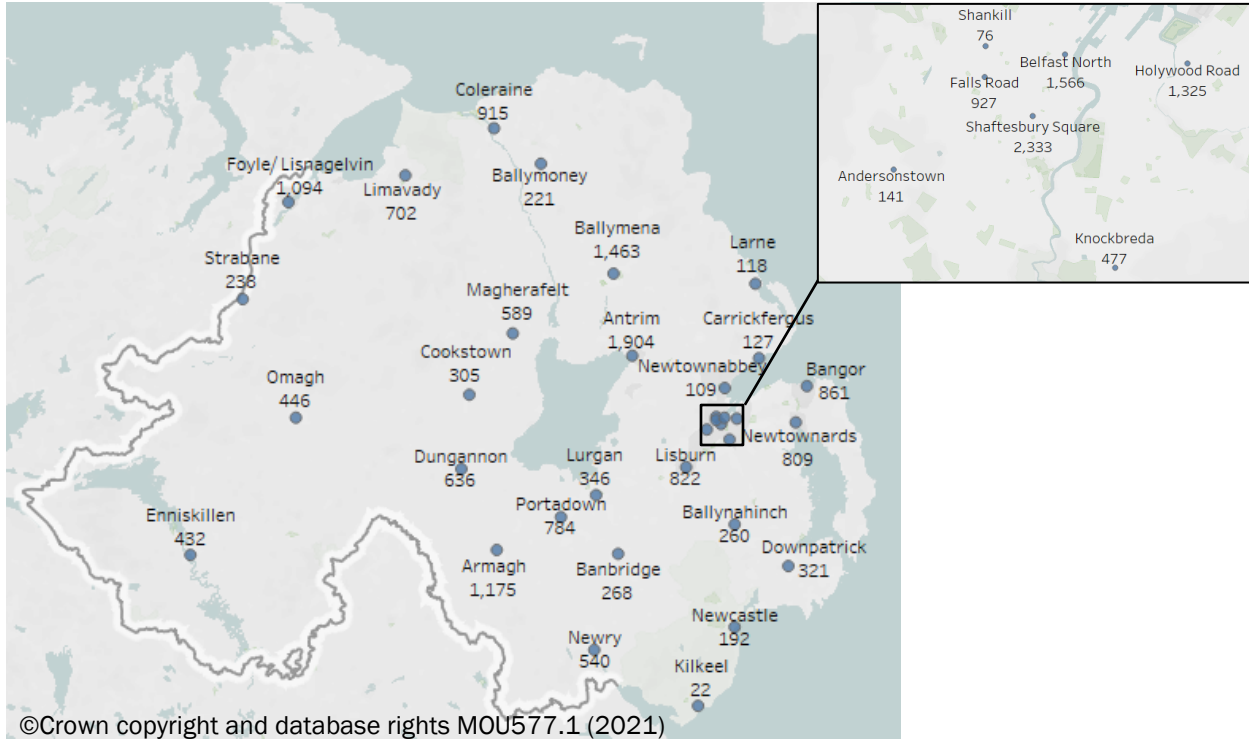 Shankill
76
Belfast North
1,566
Holywood Road
1,325
Falls Road
927
Shaftesbury Square
2,333
Andersonstown
141
Knockbreda
477
Coleraine
915
Foyle/ Lisnagelvin
1,094
Limavady
702
Ballymoney
221
Ballymena
1,463
Larne
118
Strabane
238
Magherafelt
589
Antrim
1,904
Carrickfergus
127
Cookstown
305
Newtownabbey
109
Bangor
861
Omagh
446
Newtownards
809
Dungannon
636
Lurgan
346
Lisburn
822
Portadown
784
Ballynahinch
260
Enniskillen
432
Downpatrick
321
Armagh
1,175
Banbridge
268
Newcastle
192
Newry
540
Kilkeel
22
©Crown copyright and database rights MOU577.1 (2021)